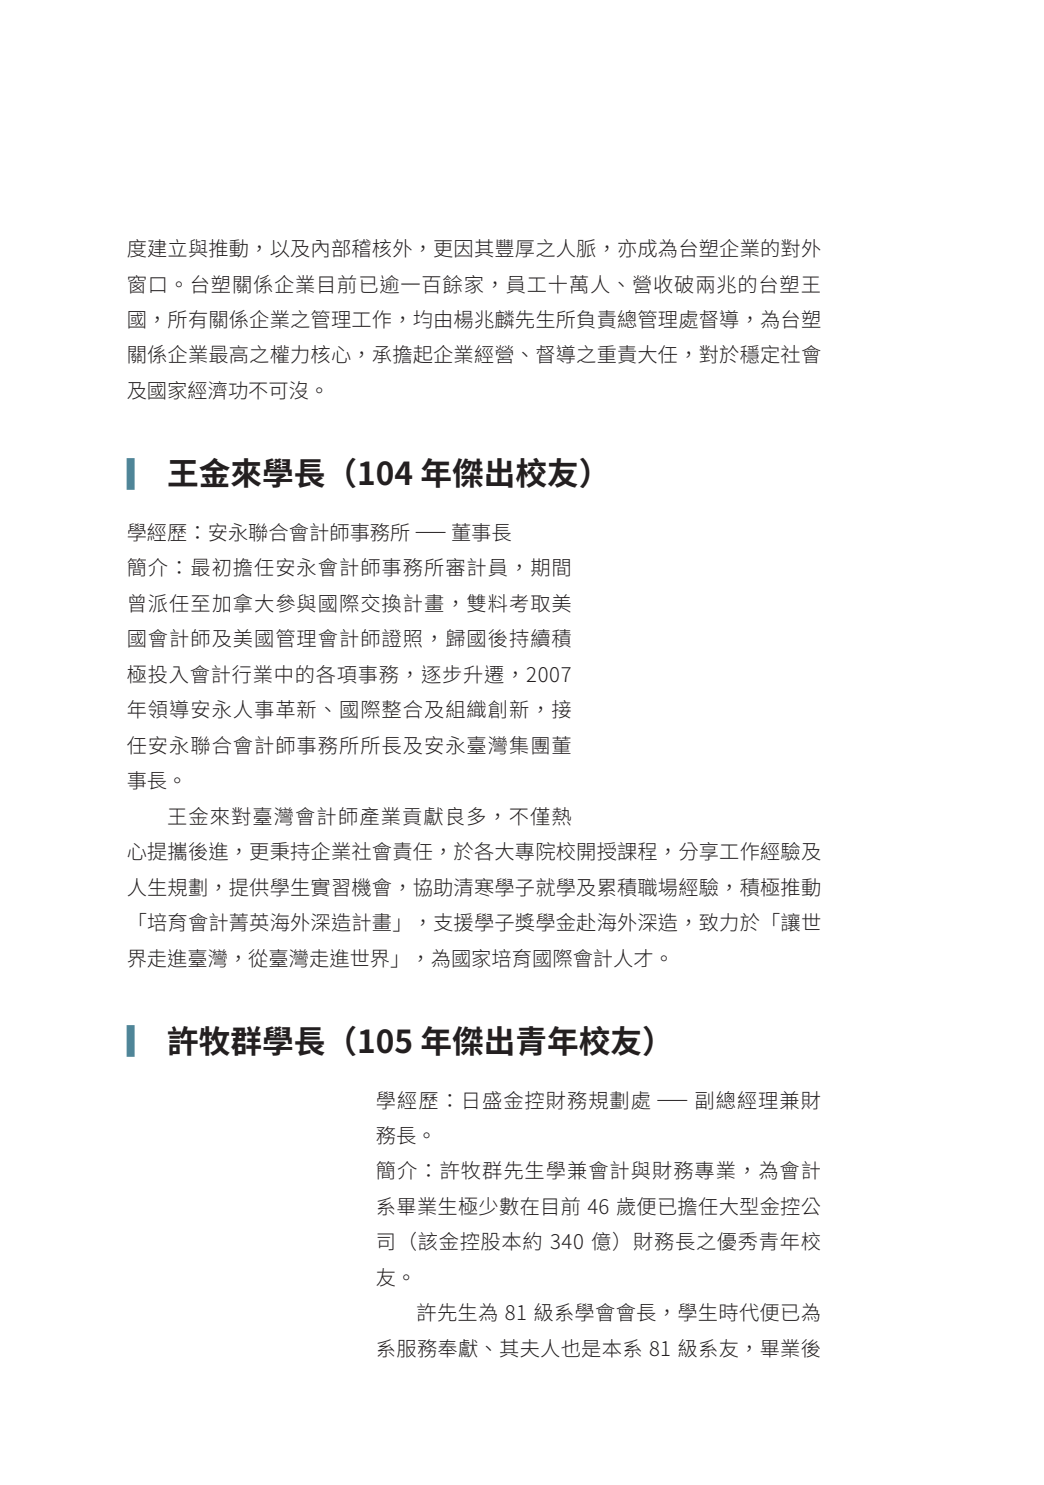 度建立與推動，以及內部稽核外，更因其豐厚之人脈，亦成為台塑企業的對外
窗口。台塑關係企業目前已逾一百餘家，員工十萬人、營收破兩兆的台塑王
國，所有關係企業之管理工作，均由楊兆麟先生所負責總管理處督導，為台塑
關係企業最高之權力核心，承擔起企業經營、督導之重責大任，對於穩定社會
及國家經濟功不可沒。
王金來學長（104 年傑出校友）
學經歷：安永聯合會計師事務所 ── 董事長
簡介：最初擔任安永會計師事務所審計員，期間
曾派任至加拿大參與國際交換計畫，雙料考取美
國會計師及美國管理會計師證照，歸國後持續積
極投入會計行業中的各項事務，逐步升遷，2007
年領導安永人事革新、國際整合及組織創新，接
任安永聯合會計師事務所所長及安永臺灣集團董
事長。
王金來對臺灣會計師產業貢獻良多，不僅熱
心提攜後進，更秉持企業社會責任，於各大專院校開授課程，分享工作經驗及
人生規劃，提供學生實習機會，協助清寒學子就學及累積職場經驗，積極推動
「培育會計菁英海外深造計畫」，支援學子獎學金赴海外深造，致力於「讓世
界走進臺灣，從臺灣走進世界」，為國家培育國際會計人才。
許牧群學長（105 年傑出青年校友）
學經歷：日盛金控財務規劃處 ── 副總經理兼財
務長。
簡介：許牧群先生學兼會計與財務專業，為會計
系畢業生極少數在目前 46 歲便已擔任大型金控公
司（該金控股本約 340 億）財務長之優秀青年校
友。
許先生為 81 級系學會會長，學生時代便已為
系服務奉獻、其夫人也是本系 81 級系友，畢業後